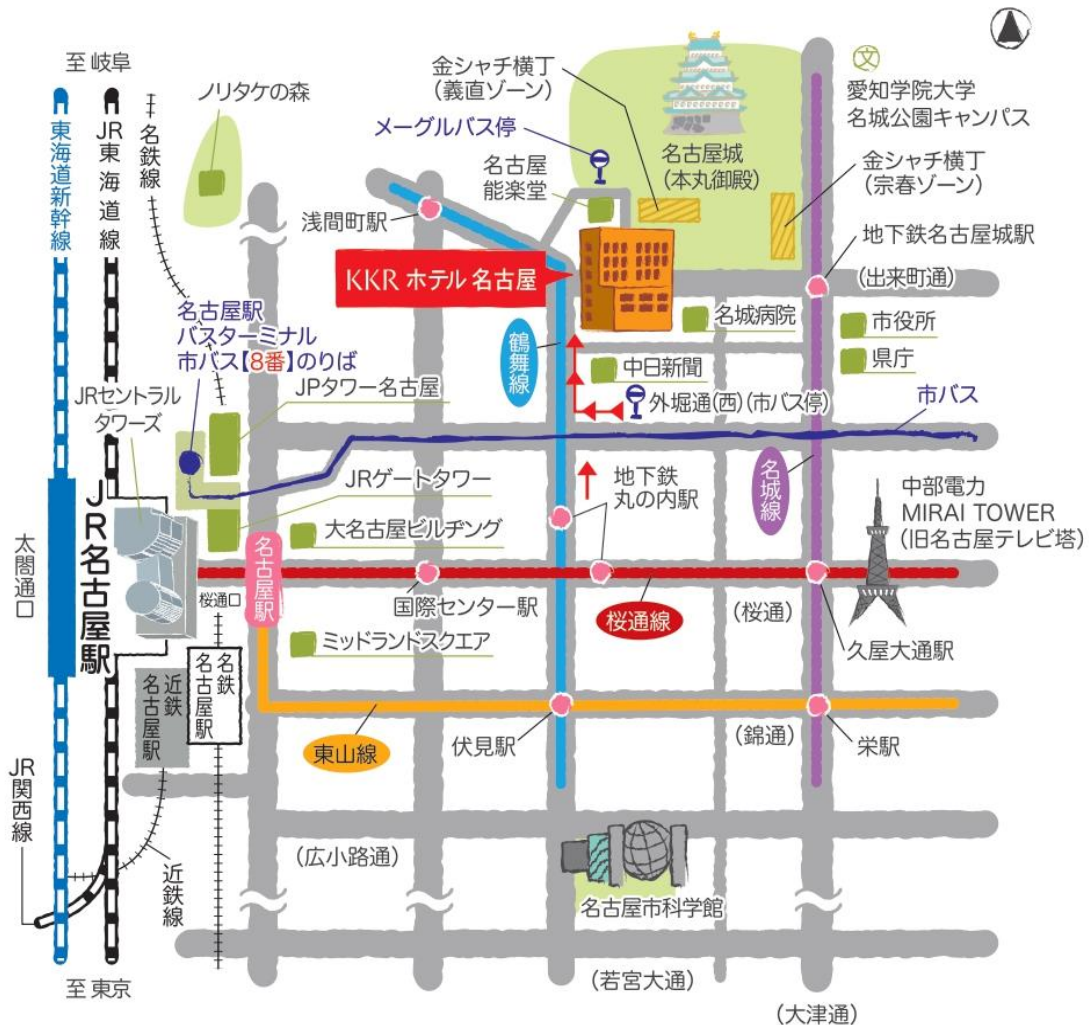 至 岐阜
東海道新幹線
JR東海道線
名鉄線
ノリタケの森
金シャチ横丁
(義直ゾーン)
メーグルバス停
名古屋
能楽堂
名古屋城
(本丸御殿)
文
愛知学院大学
名城公園キャンパス
金シャチ横丁
(宗春ゾーン)
浅間町駅
地下鉄名古屋城駅
(出来町通)
KKR ホテル 名古屋
名古屋駅
バスターミナル
市バス【8番】のりば
鶴舞線
名城病院
市役所
県庁
中日新聞
JRセントラル
タワーズ
JPタワー名古屋
外堀通(西)(市バス停)
市バス
JRゲートタワー
地下鉄
丸の内駅
名城線
中部電力
MIRAI TOWER
(旧名古屋テレビ塔)
大名古屋ビルヂング
太閤通口
JR名古屋駅
桜通口
名古屋駅
国際センター駅
桜通線
(桜通)
久屋大通駅
ミッドランドスクエア
名鉄
名古屋駅
近鉄
名古屋駅
東山線
伏見駅
(錦通)
栄駅
JR関西線
近鉄線
(広小路通)
名古屋市科学館
至 東京
(若宮大通)
(大津通)